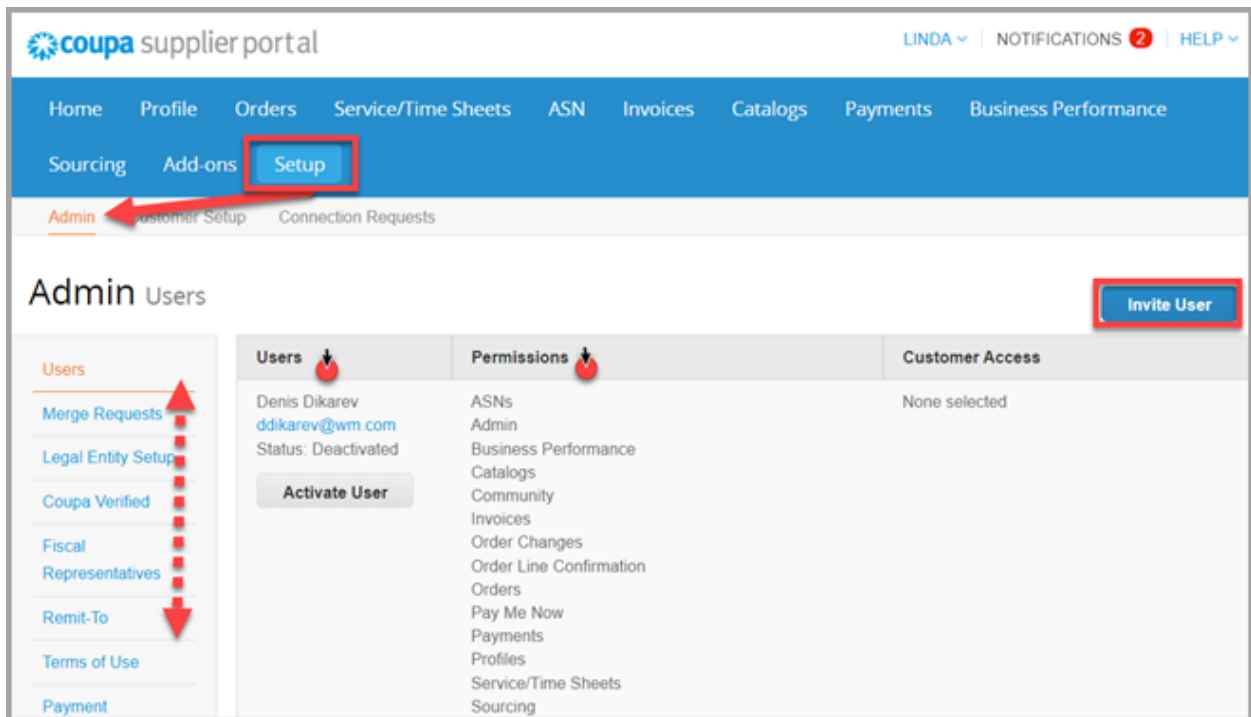 coupa supplier portal
LINDA NOTIFICATIONS 2 HELP
Home Profile Orders Service/Time Sheets ASN Invoices Catalogs Payments Business Performance
Sourcing Add-ons Setup
Admin Customer Setup Connection Requests
Admin Users
Invite User
Users
Merge Requests
Legal Entity Setup
Coupa Verified
Fiscal
Representatives
Remit-To
Terms of Use
Payment
Users Permissions Customer Access
Denis Dikarev
ddikarev@wm.com
Status: Deactivated
Activate User
ASNs
Admin
Business Performance
Catalogs
Community
Invoices
Order Changes
Order Line Confirmation
Orders
Pay Me Now
Payments
Profiles
Service/Time Sheets
Sourcing
None selected